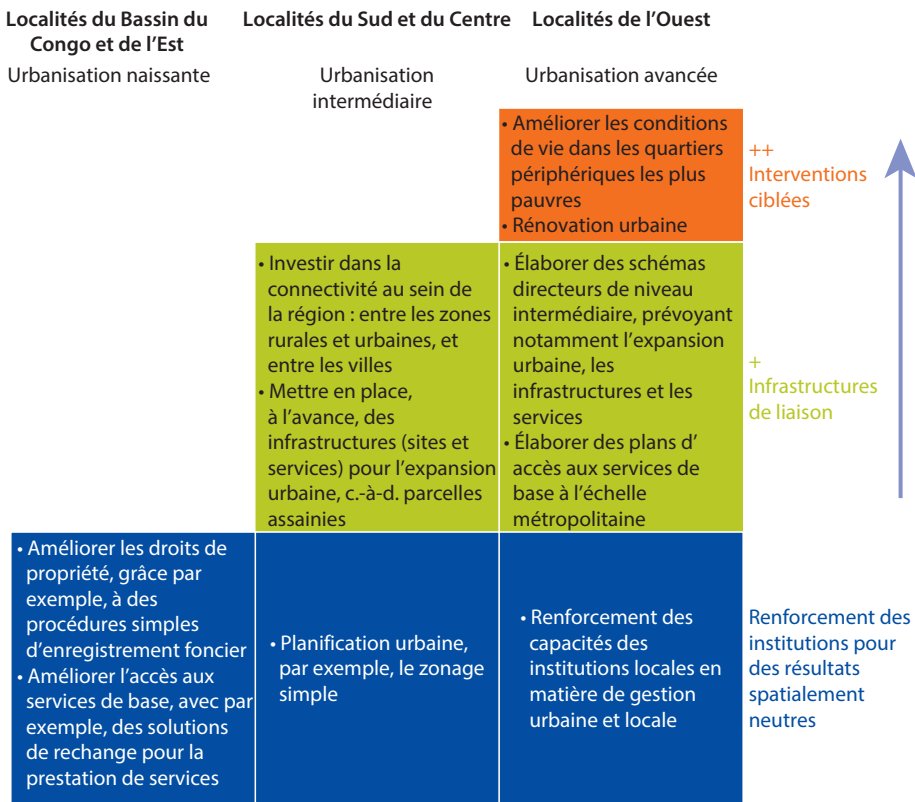 Localités du Bassin du
Congo et de l'Est
Urbanisation naissante
Localités du Sud et du Centre
Urbanisation
intermédiaire
Localités de l'Ouest
Urbanisation avancée
• Améliorer les conditions
de vie dans les quartiers
périphériques les plus
pauvres
• Rénovation urbaine
++
Interventions
ciblées
• Investir dans la
connectivité au sein de
la région : entre les zones
rurales et urbaines, et
entre les villes
• Mettre en place,
à l'avance, des
infrastructures (sites et
services) pour l'expansion
urbaine, c.-à-d. parcelles
assainies
• Élaborer des schémas
directeurs de niveau
intermédiaire, prévoyant
notamment l'expansion
urbaine, les
infrastructures et les
services
• Élaborer des plans d'
accès aux services de
base à l'échelle
métropolitaine
+
Infrastructures
de liaison
• Améliorer les droits de
propriété, grâce par
exemple, à des
procédures simples
d'enregistrement foncier
• Améliorer l'accès aux
services de base, avec par
exemple, des solutions
de rechange pour la
prestation de services
• Planification urbaine,
par exemple, le zonage
simple
• Renforcement des
capacités des
institutions locales en
matière de gestion
urbaine et locale
Renforcement des
institutions pour
des résultats
spatialement
neutres